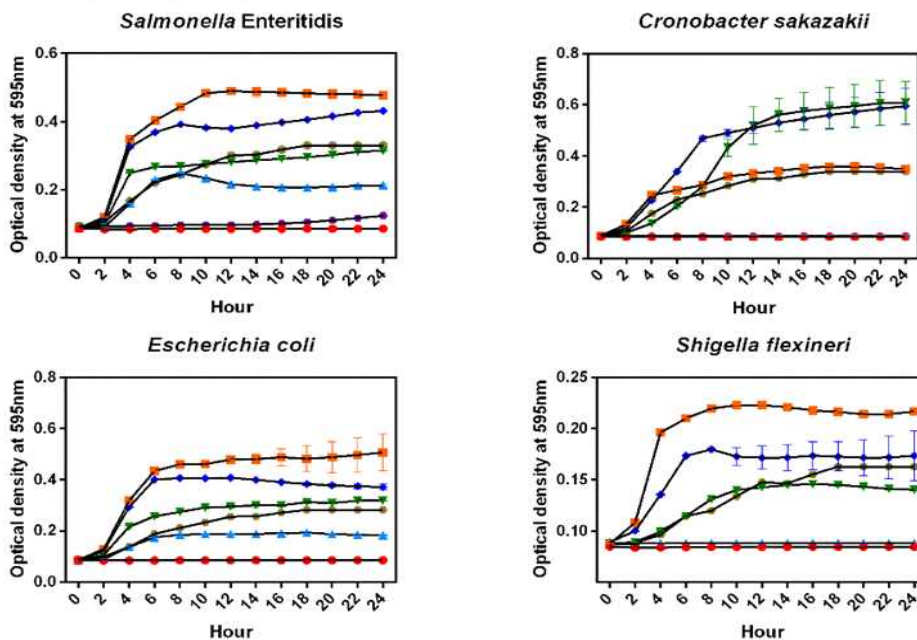 Salmonella Enteritidis
Optical density at 595nm
0.6
0.4
0.2
0.0
0 2 4 6 8 10 12 14 16 18 20 22 24
Hour
Cronobacter sakazakii
Optical density at 595nm
0.8
0.6
0.4
0.2
0.0
0 2 4 6 8 10 12 14 16 18 20 22 24
Hour
Escherichia coli
Optical density at 595nm
0.8
0.6
0.4
0.2
0.0
0 2 4 6 8 10 12 14 16 18 20 22 24
Hour
Shigella flexineri
Optical density at 595nm
0.25
0.20
0.15
0.10
0 2 4 6 8 10 12 14 16 18 20 22 24
Hour